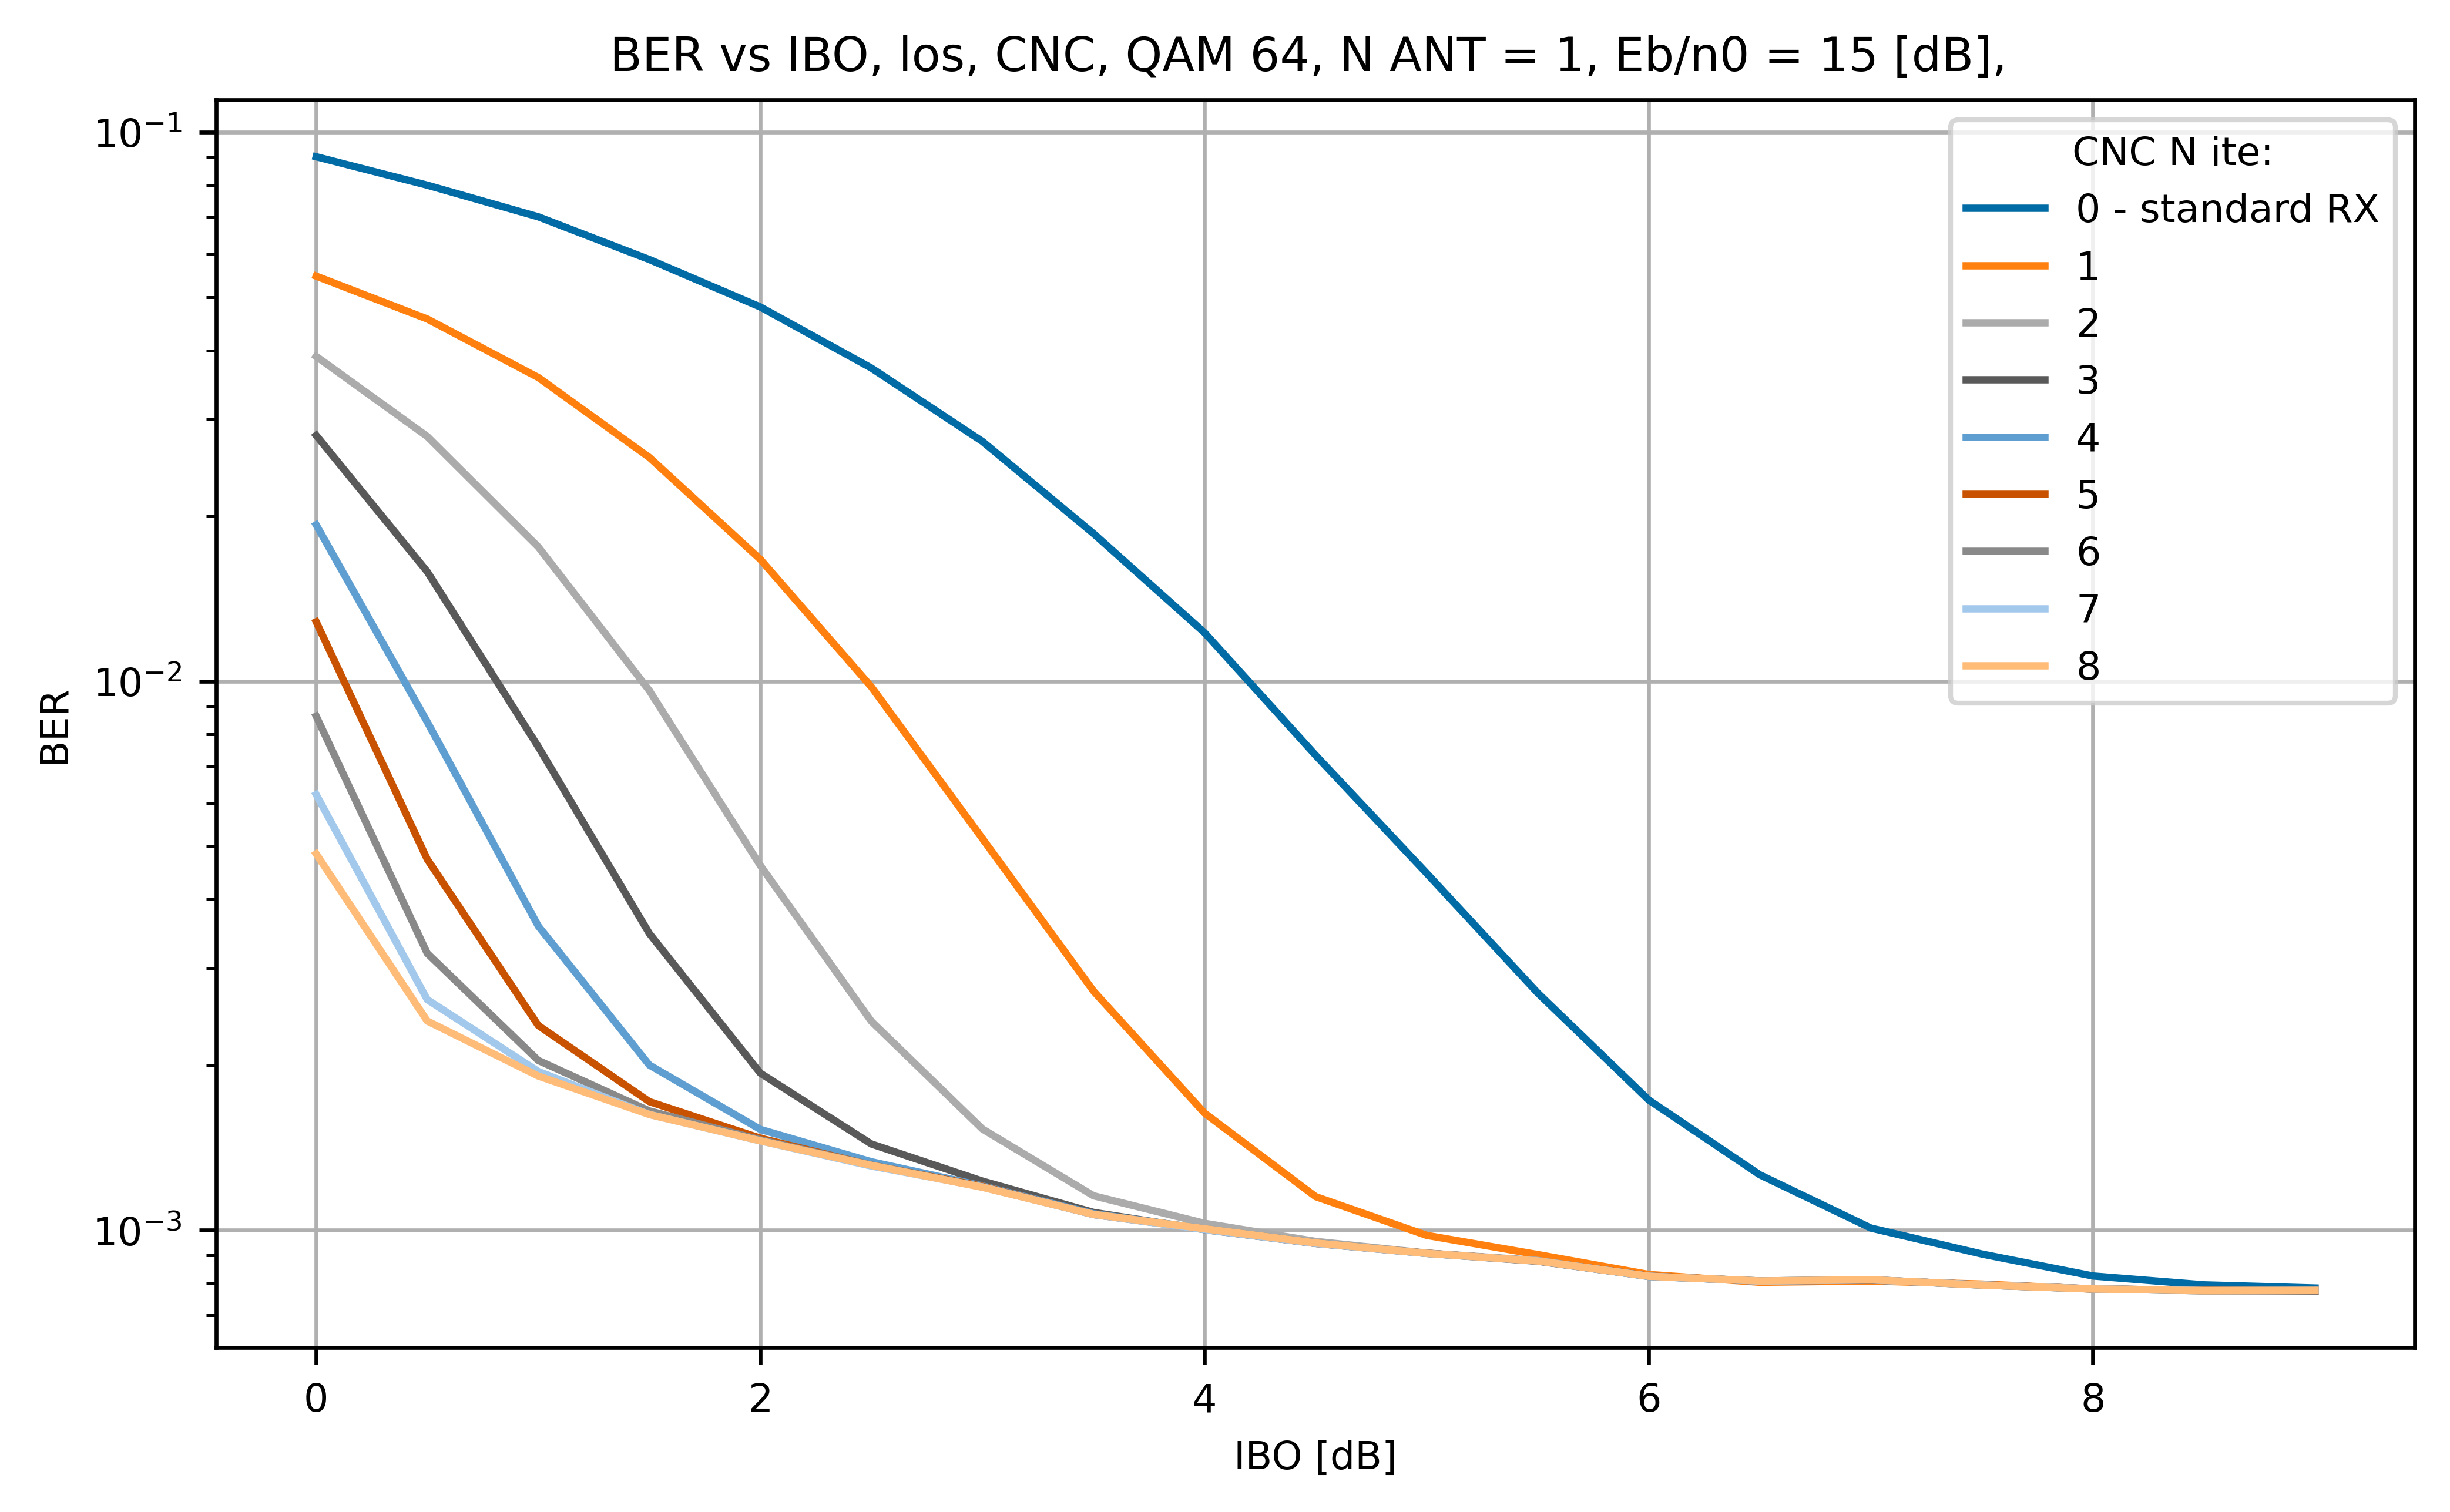 BER vs IBO, los, CNC, QAM 64, N ANT = 1, Eb/n0 = 15 [dB],
CNC N ite:
0 - standard RX
1
2
3
4
5
6
7
8
10⁻¹
10⁻²
10⁻³
BER
0 2 4 6 8
IBO [dB]